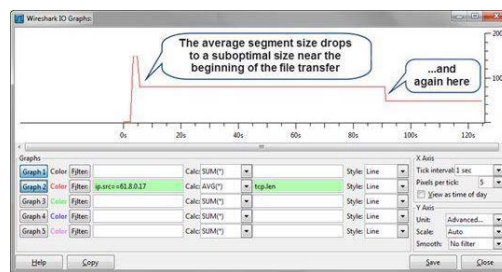 Wireshark IO Graphs:
The average segment size drops
to a suboptimal size near the
beginning of the file transfer
...and
again here
200
100
0s 20s 40s 60s 80s 100s 120s
Graphs
X Axis
Graph 1 Color Filter: Calc: SUM(*) Style: Line
Tick interval: 1 sec
Graph 2 Color Filter: ip.src==61.8.0.17 Calc: AVG(*) tcp.len Style: Line
Pixels per tick: 5
Graph 3 Color Filter: Calc: SUM(*) Style: Line
View as time of day
Graph 4 Color Filter: Calc: SUM(*) Style: Line
Y Axis
Unit: Advanced...
Graph 5 Color Filter: Calc: SUM(*) Style: Line
Scale: Auto
Smooth: No filter
Help Copy Save Close